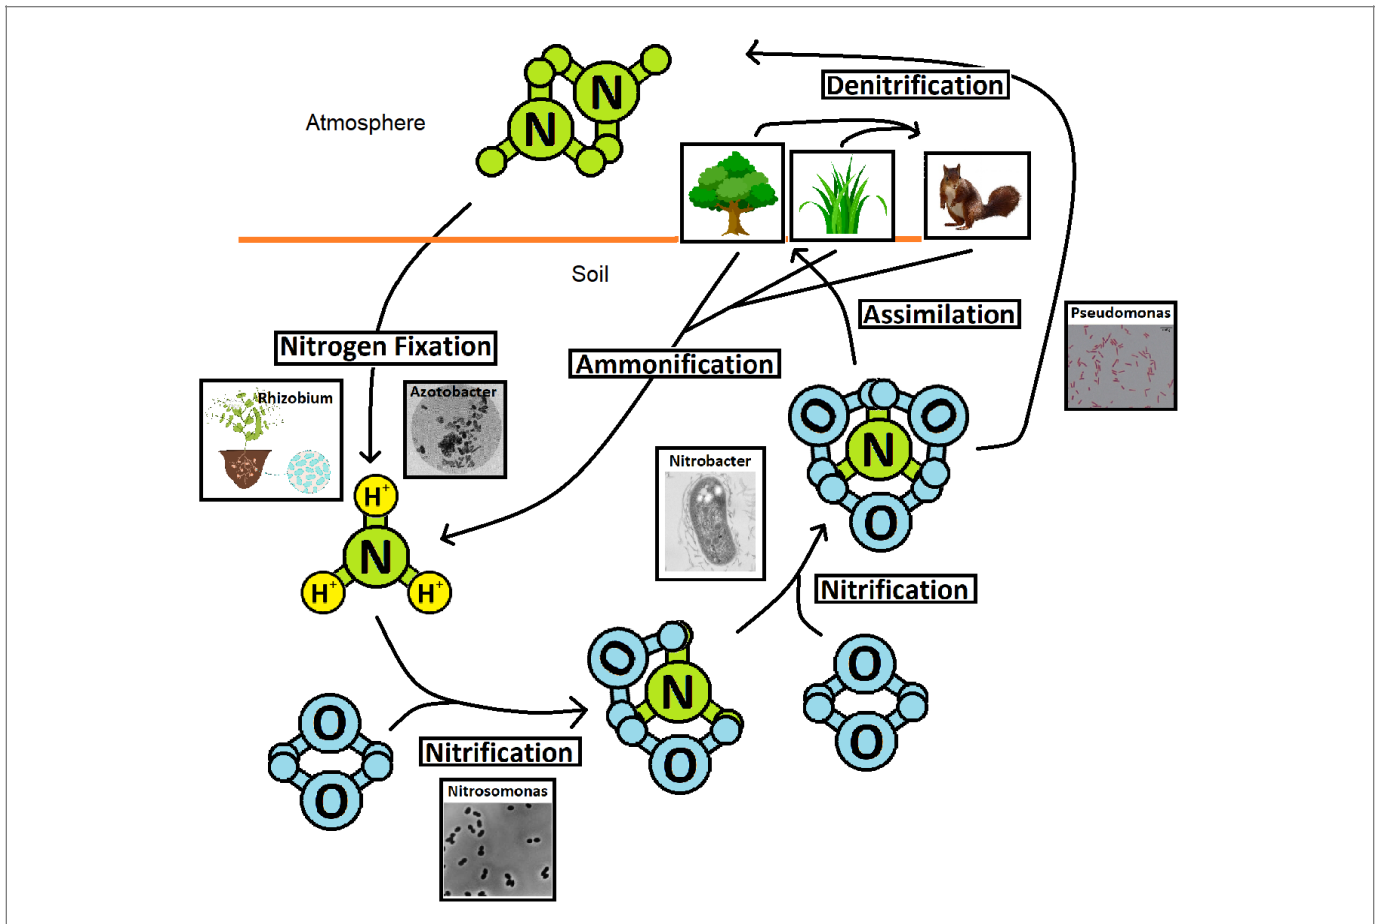 Denitrification
N
N
Atmosphere
Soil
Assimilation
Pseudomonas
Nitrogen Fixation
Ammonification
Rhizobium
Azotobacter
O
O
N
O
Nitrobacter
H+
N
H+
H+
Nitrification
O
N
O
O
O
O
O
Nitrification
Nitrosomonas